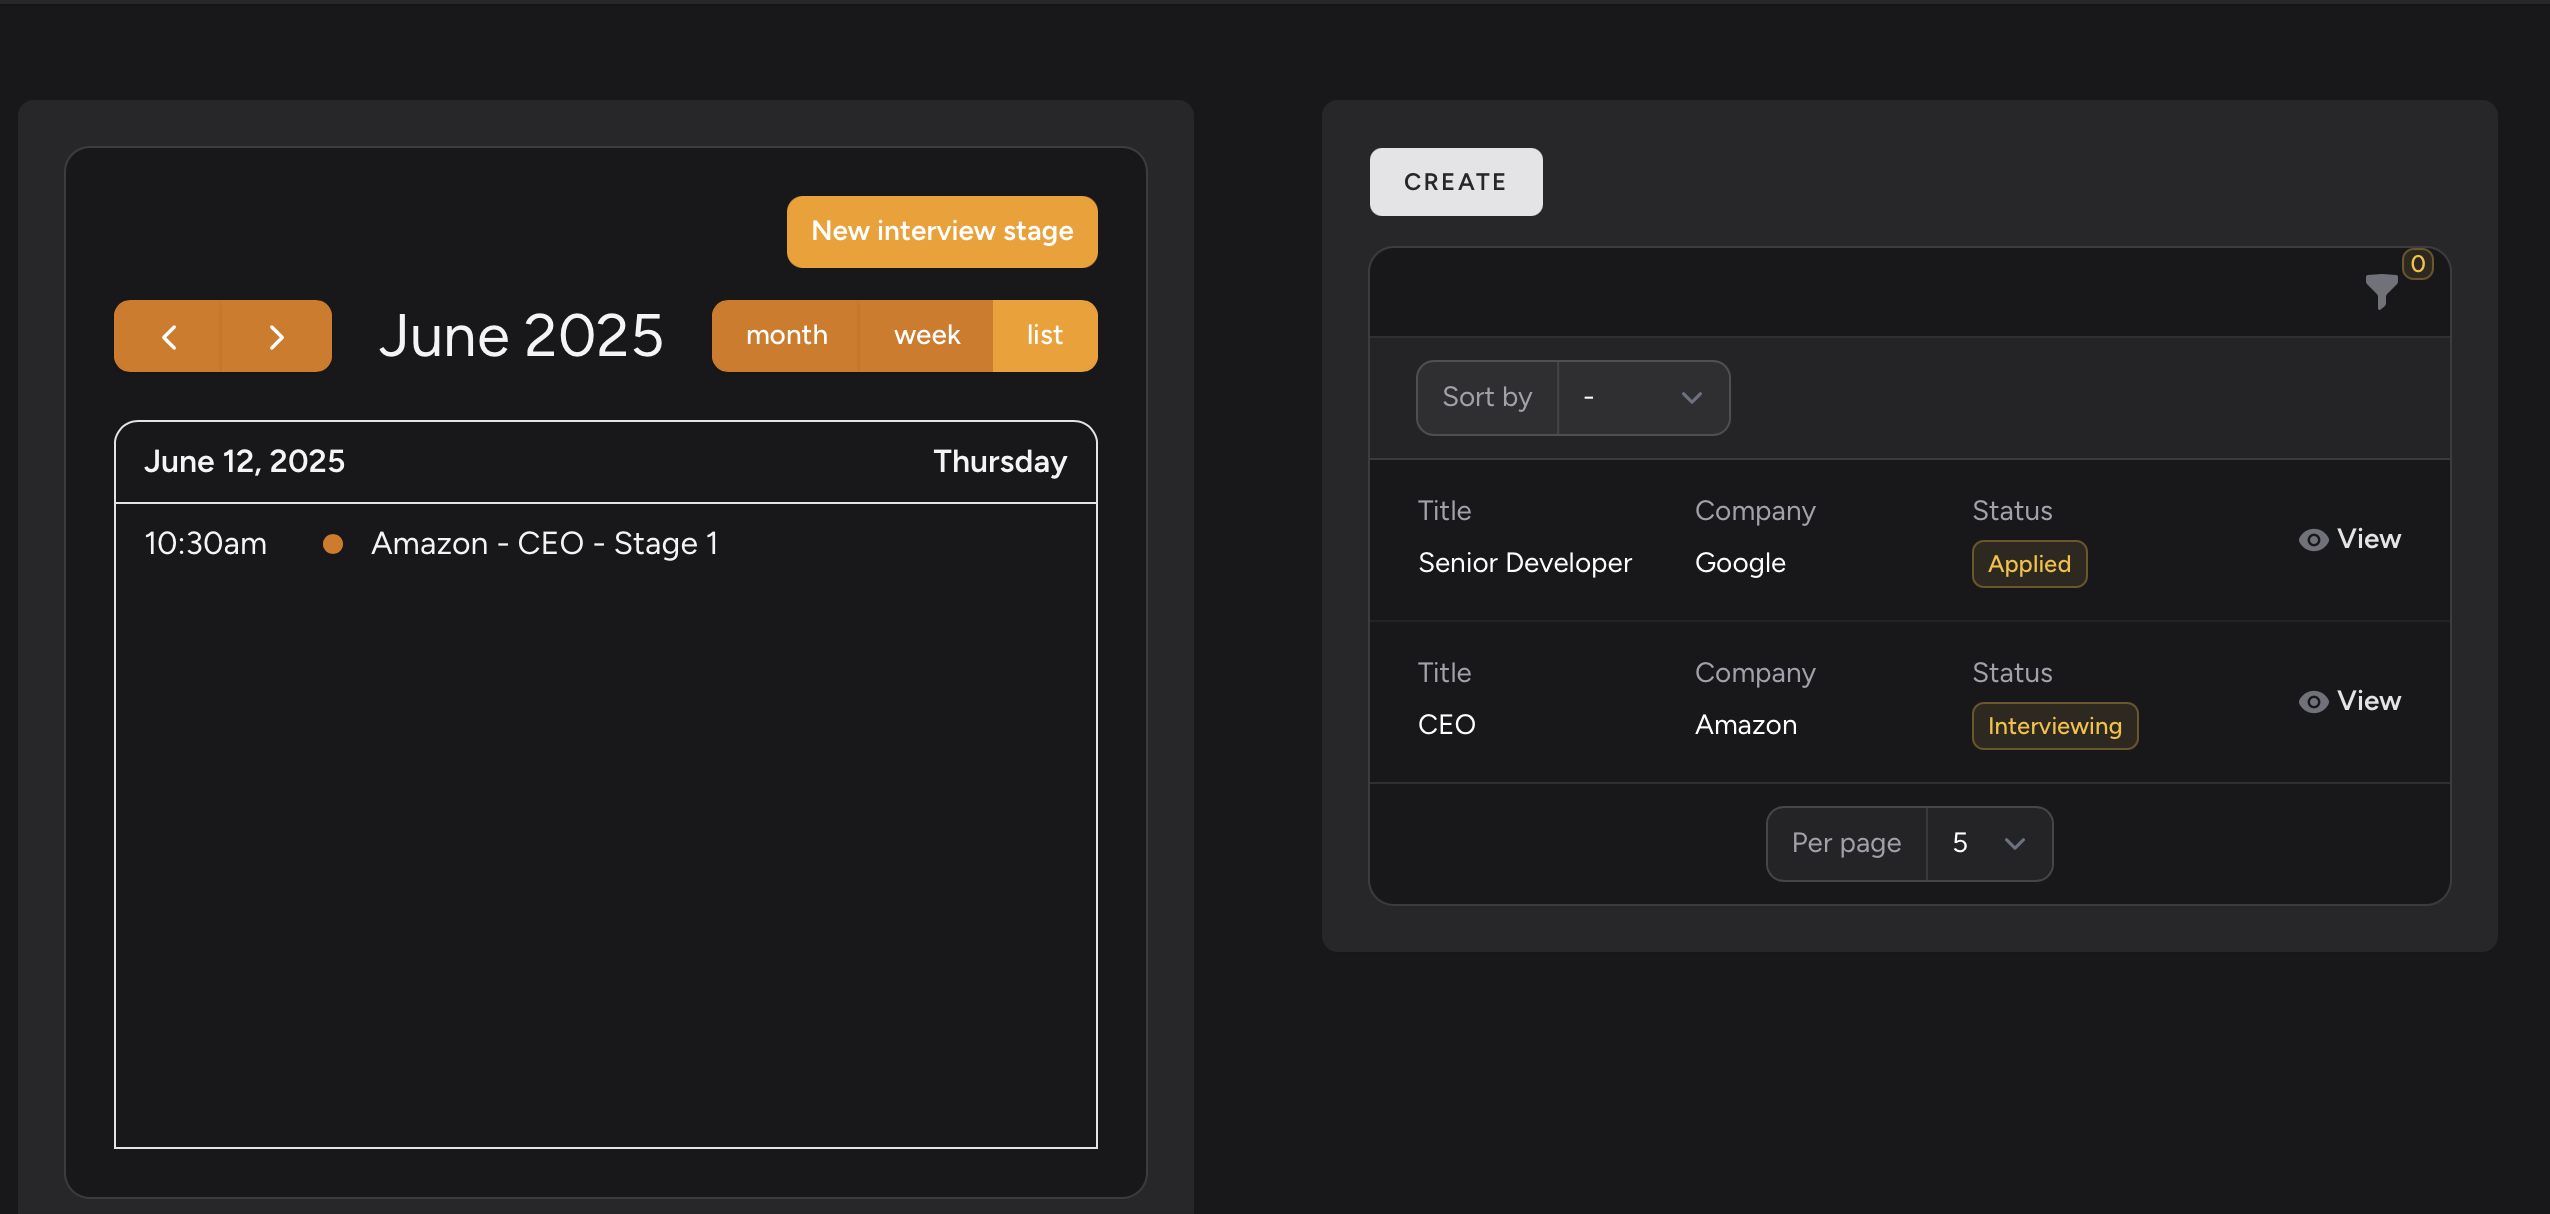 New interview stage
June 2025
month week list
June 12, 2025 Thursday
10:30am Amazon - CEO - Stage 1
CREATE
0
Sort by -
Title Company Status
Senior Developer Google Applied
View
Title Company Status
CEO Amazon Interviewing
View
Per page 5